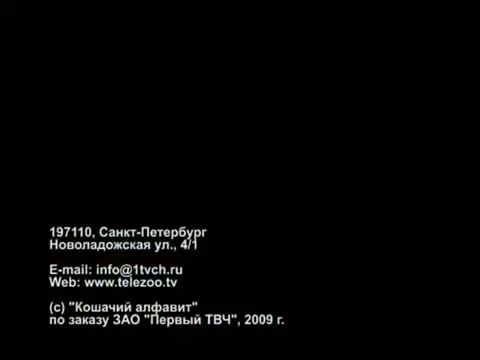 197110, Санкт-Петербург
Новоладожская ул., 4/1
E-mail: info@1tvch.ru
Web: www.telezoo.tv
(с) "Кошачий алфавит"
по заказу ЗАО "Первый ТВЧ", 2009 г.